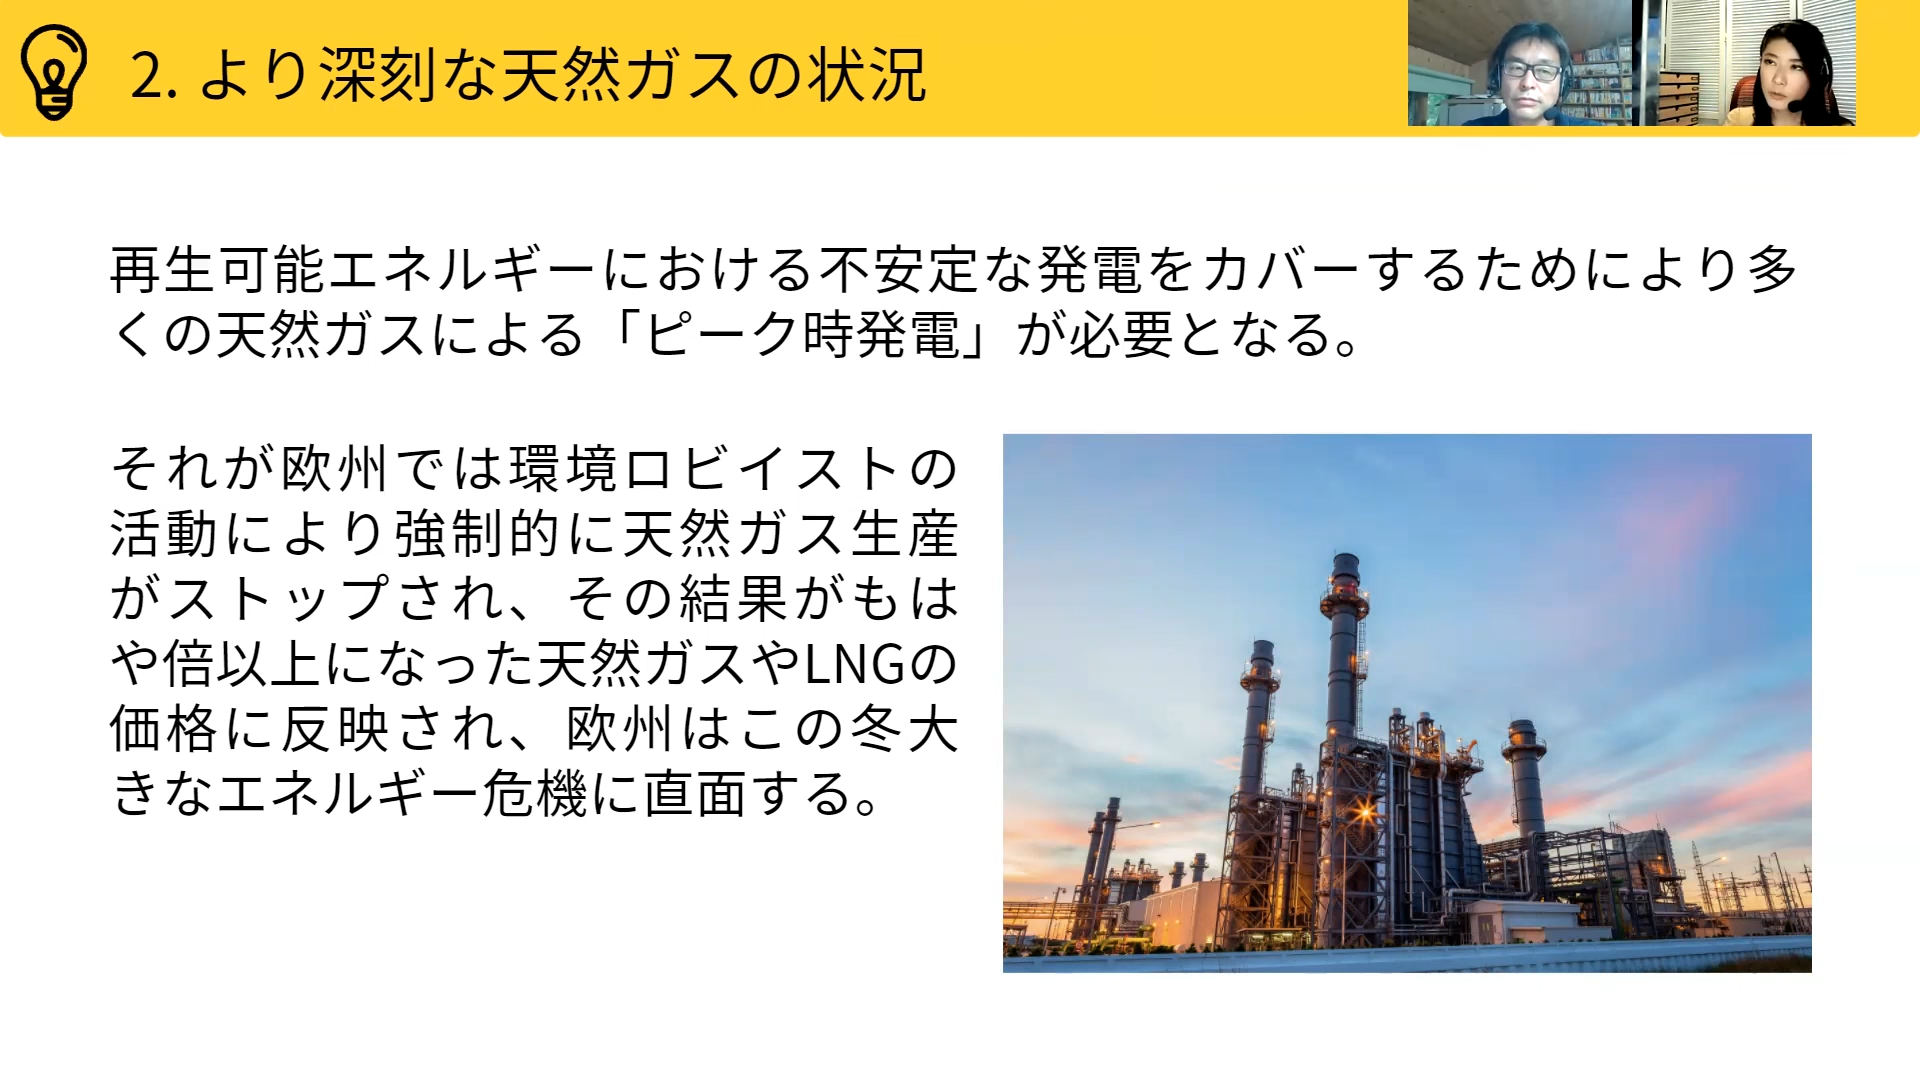 2. より深刻な天然ガスの状況
再生可能エネルギーにおける不安定な発電をカバーするためにより多
くの天然ガスによる「ピーク時発電」が必要となる。
それが欧州では環境ロビイストの
活動により強制的に天然ガス生産
がストップされ、その結果がもは
や倍以上になった天然ガスやLNGの
価格に反映され、欧州はこの冬大
きなエネルギー危機に直面する。